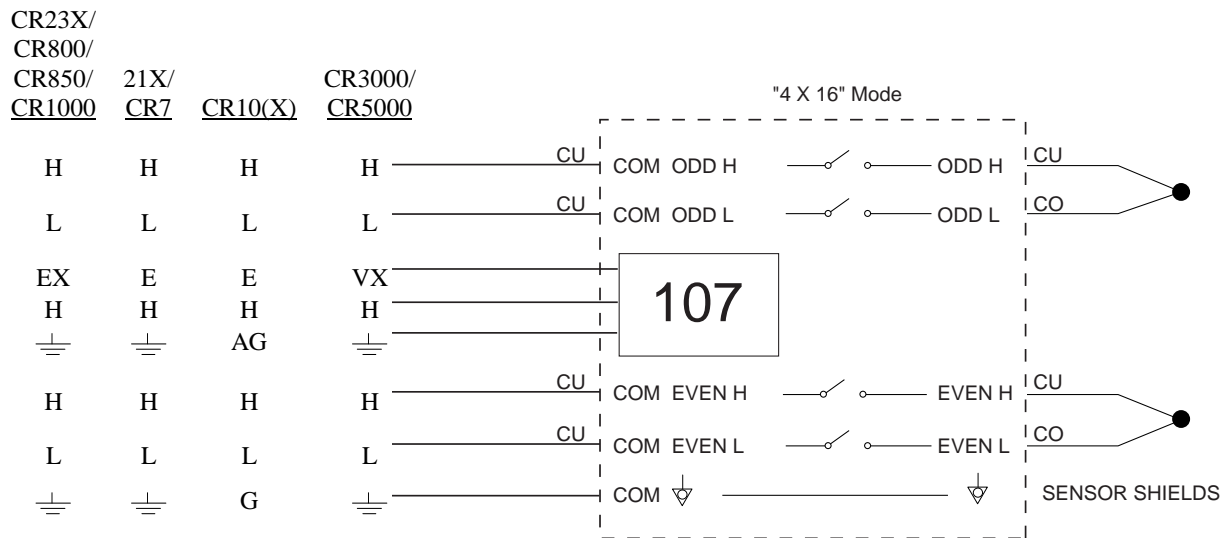 CR23X/
CR800/
CR850/ 21X/ CR3000/
CR1000 CR7 CR10(X) CR5000
"4 X 16" Mode
H H H H CU COM ODD H ODD H CU
L L L L CU COM ODD L ODD L CO
EX E E VX
107
H H H H
AG
H H H H CU COM EVEN H EVEN H CU
L L L L CU COM EVEN L EVEN L CO
G COM SENSOR SHIELDS